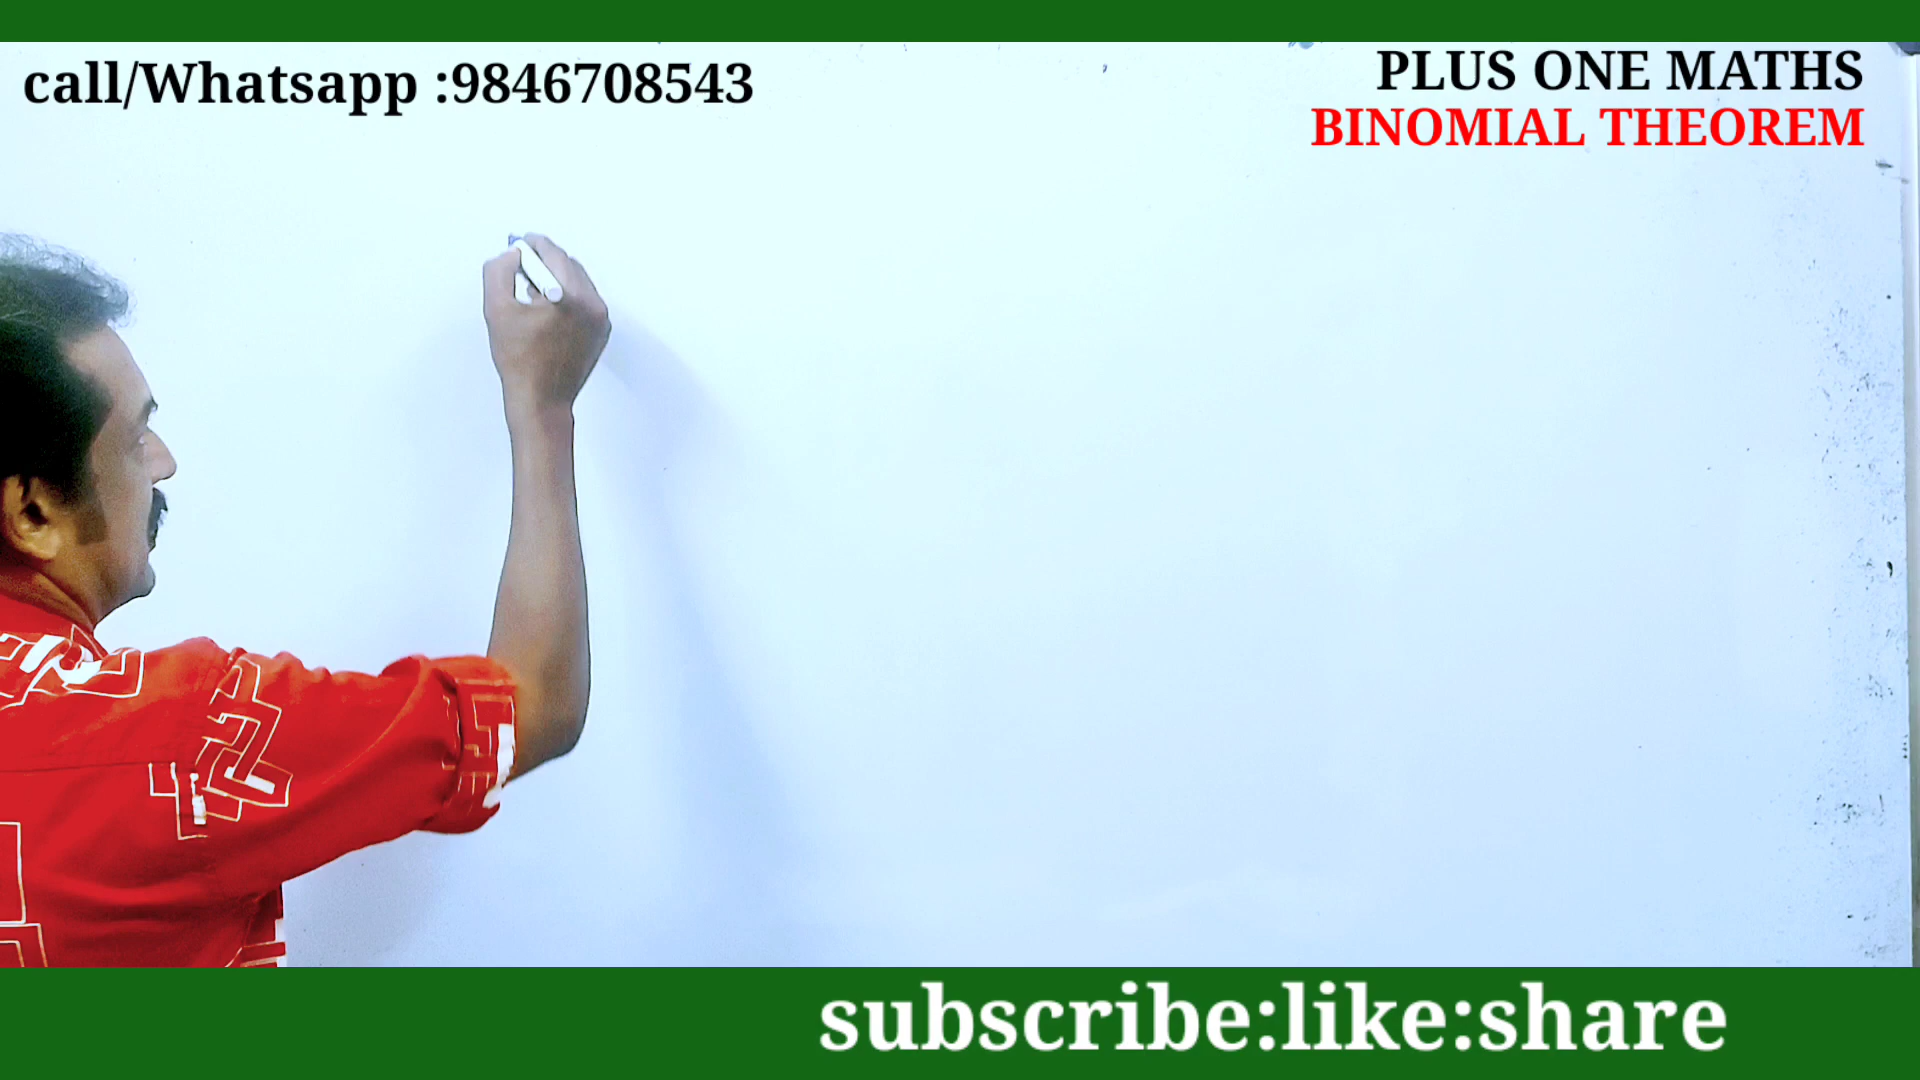 call/Whatsapp :9846708543
PLUS ONE MATHS
BINOMIAL THEOREM
subscribe:like:share